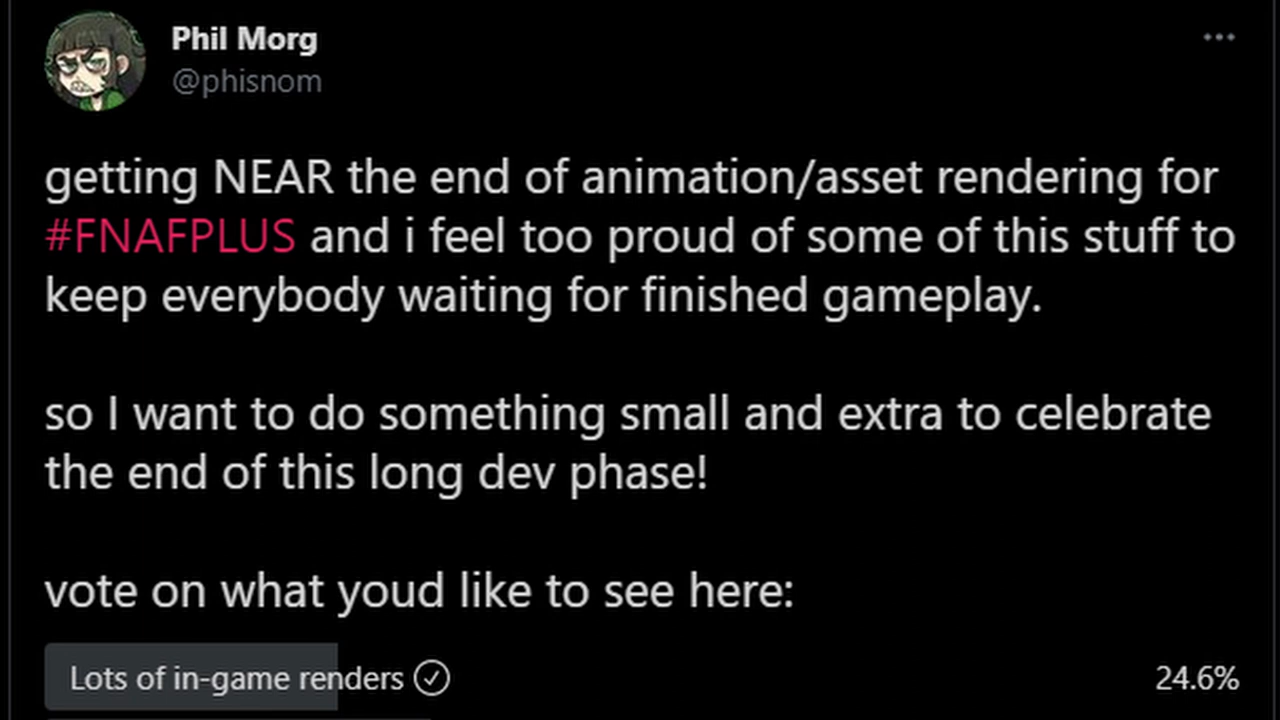 Phil Morg
@phisnom
getting NEAR the end of animation/asset rendering for
#FNAFPLUS and i feel too proud of some of this stuff to
keep everybody waiting for finished gameplay.
so I want to do something small and extra to celebrate
the end of this long dev phase!
vote on what youd like to see here:
Lots of in-game renders 24.6%